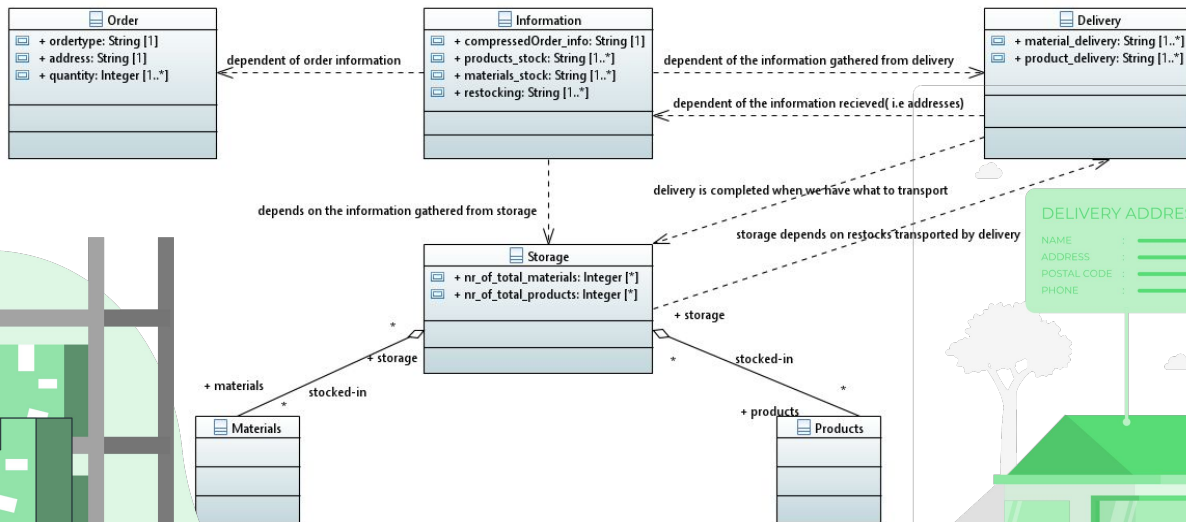 Order
+ ordertype: String [1]
+ address: String [1]
+ quantity: Integer [1..*]
dependent of order information
Information
+ compressedOrder_info: String [1]
+ products_stock: String [1..*]
+ materials_stock: String [1..*]
+ restocking: String [1..*]
dependent of the information gathered from delivery
dependent of the information recieved( i.e addresses)
Delivery
+ material_delivery: String [1..*]
+ product_delivery: String [1..*]
delivery is completed when we have what to transport
depends on the information gathered from storage
storage depends on restocks transported by delivery
DELIVERY ADDRE
NAME :
ADDRESS :
POSTAL CODE :
PHONE :
Storage
+ nr_of_total_materials: Integer [*]
+ nr_of_total_products: Integer [*]
*
+ storage
+ materials
stocked-in
*
+ storage
*
stocked-in
*
+ products
Materials
Products